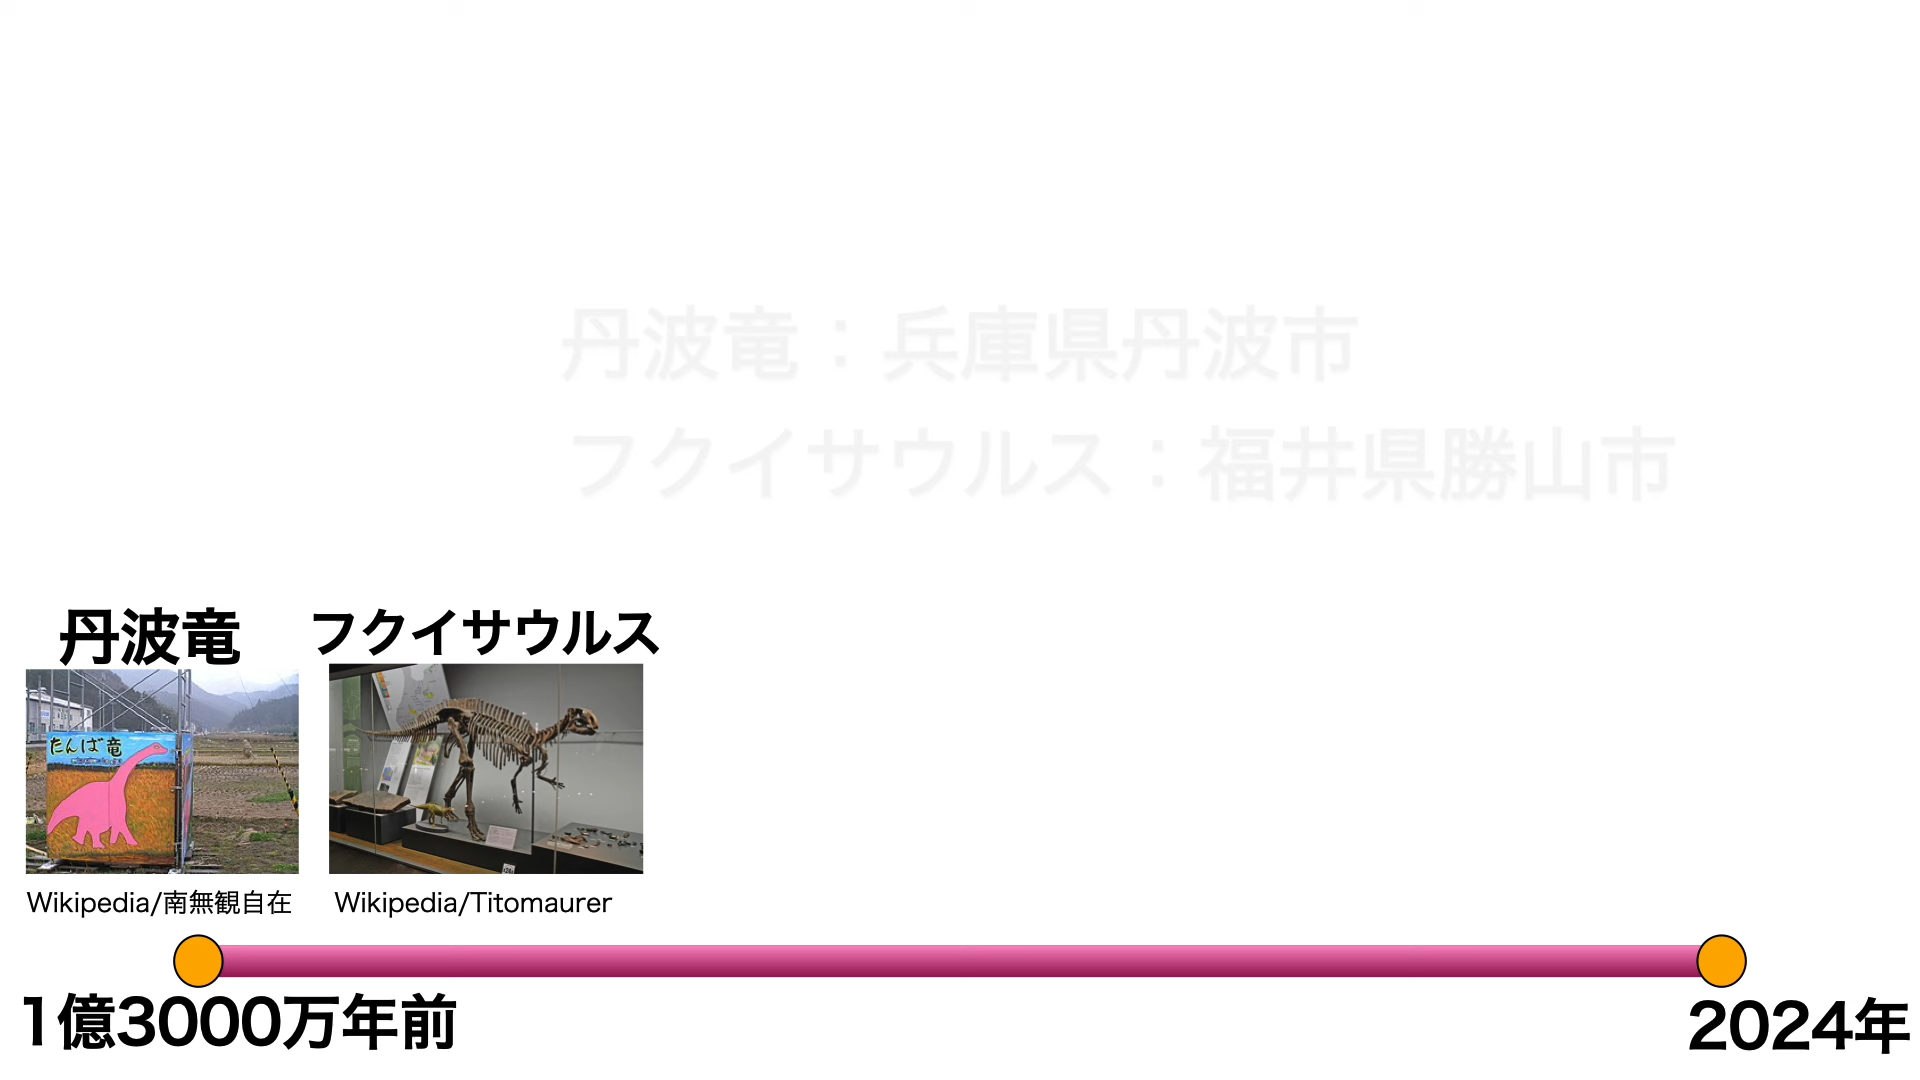 丹波竜：兵庫県丹波市
フクイサウルス：福井県勝山市
丹波竜
フクイサウルス
たんば竜
Wikipedia/南無観自在
Wikipedia/Titomaurer
1億3000万年前
2024年